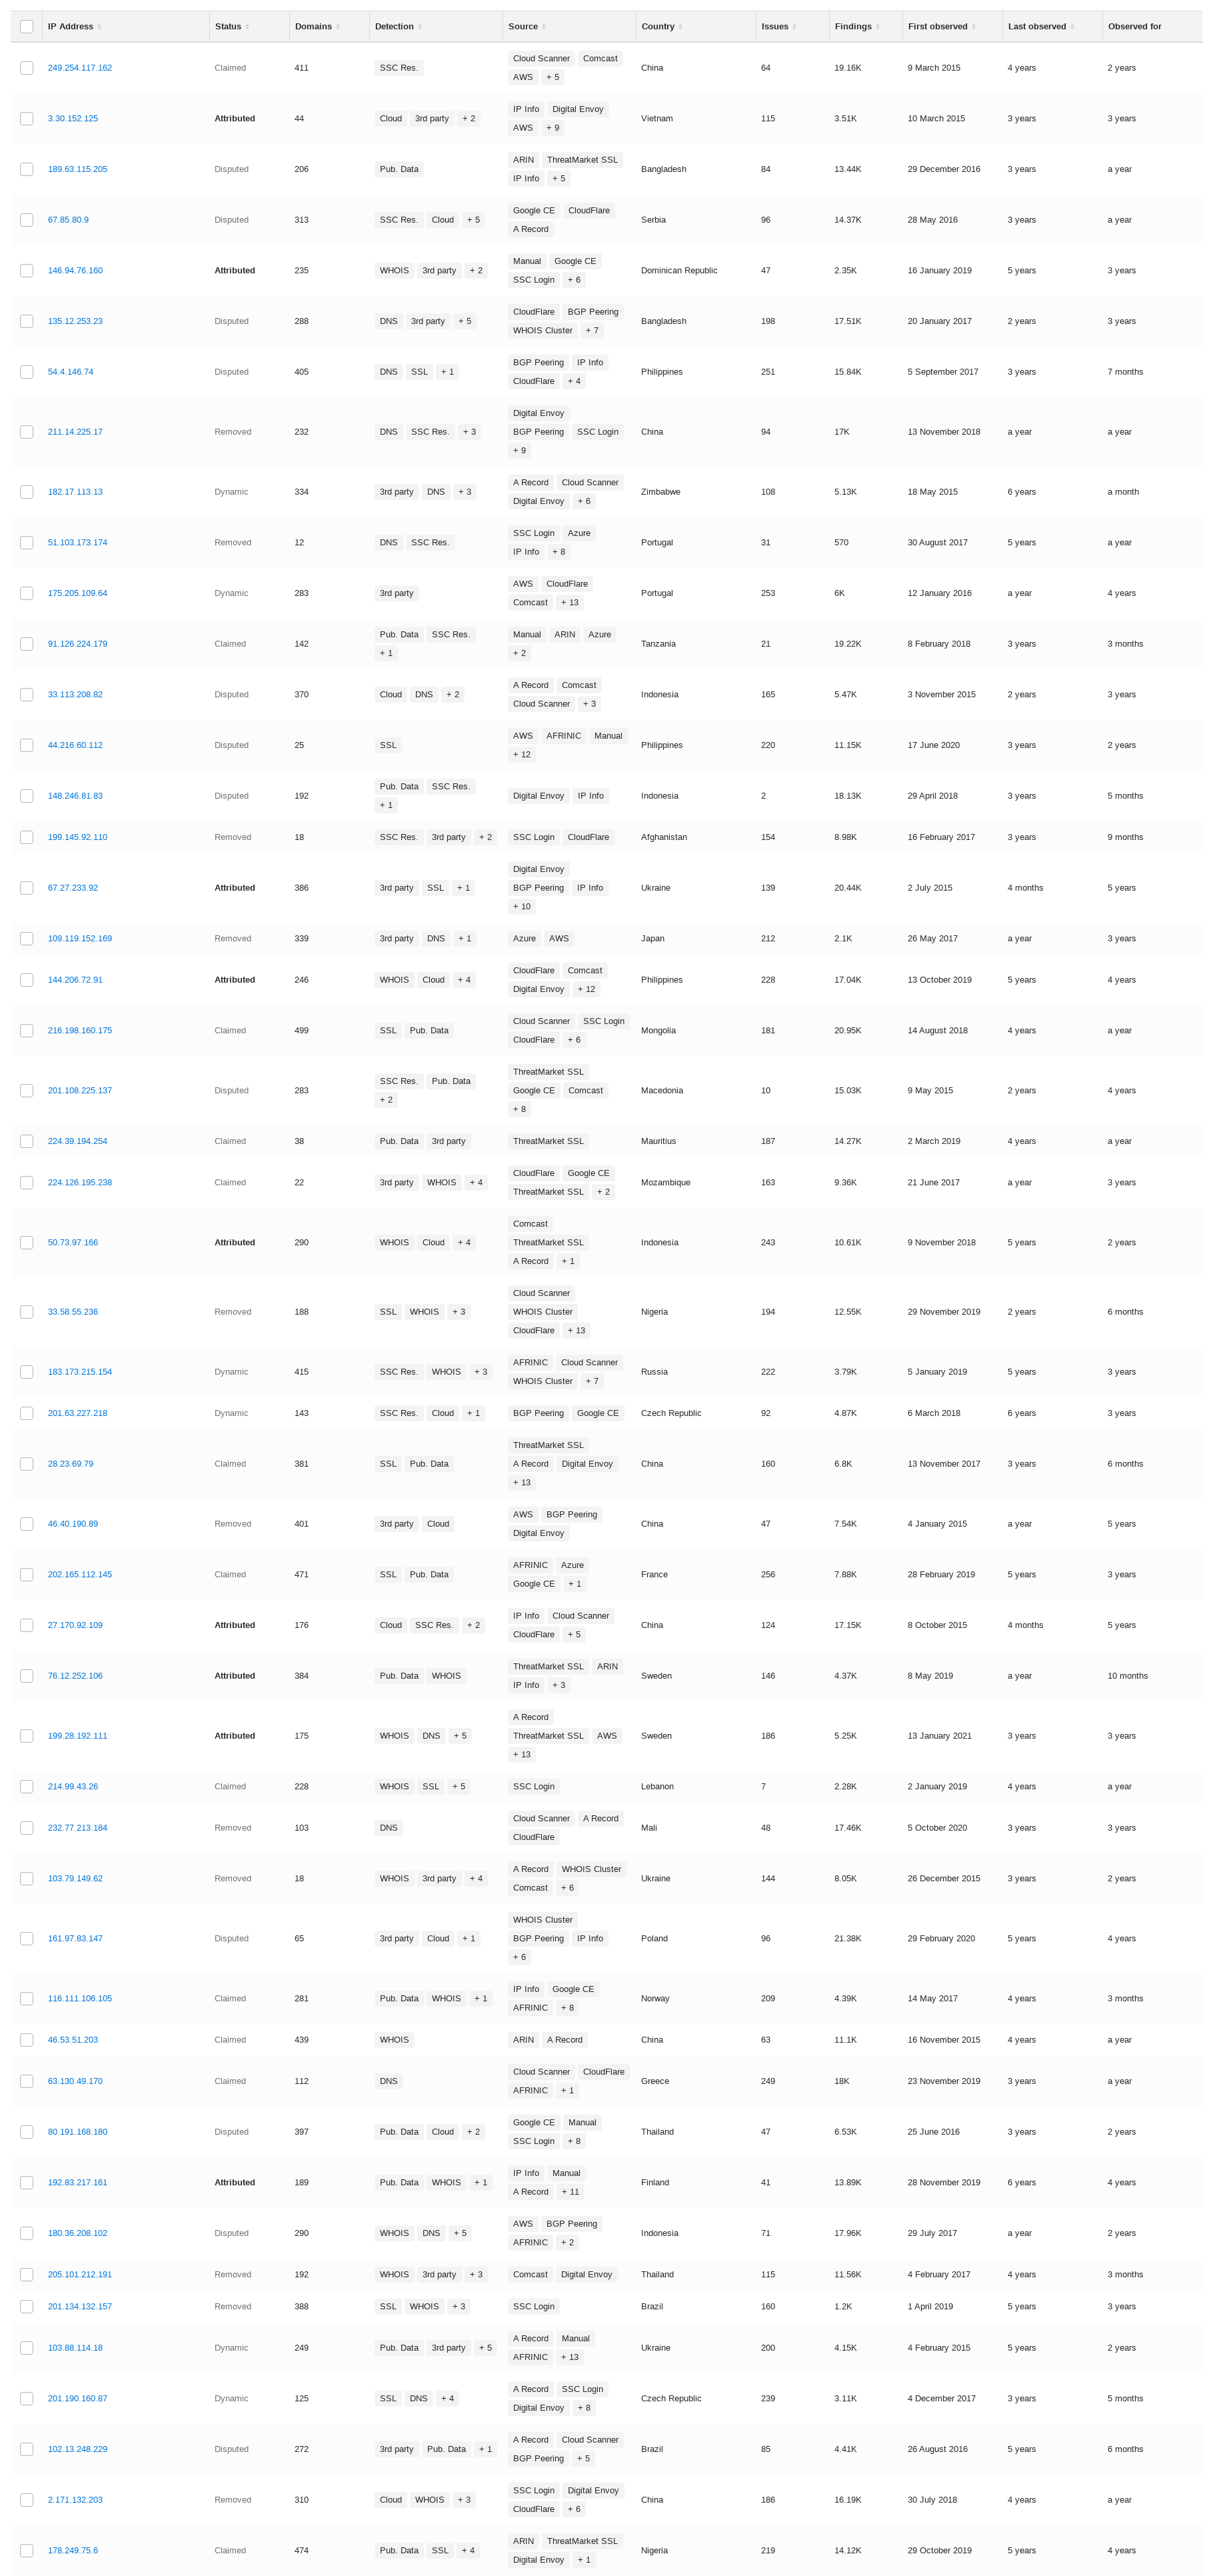 IP Address Status Domains Detection Source Country Issues Findings First observed Last observed Observed for
249.254.117.162 Claimed 411 SSC Res. Cloud Scanner Comcast AWS + 5 China 64 19.16K 9 March 2015 4 years 2 years
3.30.152.125 Attributed 44 Cloud 3rd party + 2 IP Info Digital Envoy AWS + 9 Vietnam 115 3.51K 10 March 2015 3 years 3 years
189.63.115.205 Disputed 206 Pub. Data ARIN ThreatMarket SSL IP Info + 5 Bangladesh 84 13.44K 29 December 2016 3 years a year
67.85.80.9 Disputed 313 SSC Res. Cloud + 5 Google CE CloudFlare A Record Serbia 96 14.37K 28 May 2016 3 years a year
146.94.76.160 Attributed 235 WHOIS 3rd party + 2 Manual Google CE SSC Login + 6 Dominican Republic 47 2.35K 16 January 2019 5 years 3 years
135.12.253.23 Disputed 288 DNS 3rd party + 5 CloudFlare BGP Peering WHOIS Cluster + 7 Bangladesh 198 17.51K 20 January 2017 2 years 3 years
54.4.146.74 Disputed 405 DNS SSL + 1 BGP Peering IP Info CloudFlare + 4 Philippines 251 15.84K 5 September 2017 3 years 7 months
211.14.225.17 Removed 232 DNS SSC Res. + 3 Digital Envoy BGP Peering SSC Login + 9 China 94 17K 13 November 2018 a year a year
182.17.113.13 Dynamic 334 3rd party DNS + 3 A Record Cloud Scanner Digital Envoy + 6 Zimbabwe 108 5.13K 18 May 2015 6 years a month
51.103.173.174 Removed 12 DNS SSC Res. SSC Login Azure IP Info + 8 Portugal 31 570 30 August 2017 5 years a year
175.205.109.64 Dynamic 283 3rd party AWS CloudFlare Comcast + 13 Portugal 253 6K 12 January 2016 a year 4 years
91.126.224.179 Claimed 142 Pub. Data SSC Res. + 1 Manual ARIN Azure + 2 Tanzania 21 19.22K 8 February 2018 3 years 3 months
33.113.208.82 Disputed 370 Cloud DNS + 2 A Record Comcast Cloud Scanner + 3 Indonesia 165 5.47K 3 November 2015 2 years 3 years
44.216.60.112 Disputed 25 SSL AWS AFRINIC Manual + 12 Philippines 220 11.15K 17 June 2020 3 years 2 years
148.246.81.83 Disputed 192 Pub. Data SSC Res. + 1 Digital Envoy IP Info Indonesia 2 18.13K 29 April 2018 3 years 5 months
199.145.92.110 Removed 18 SSC Res. 3rd party + 2 SSC Login CloudFlare Afghanistan 154 8.98K 16 February 2017 3 years 9 months
67.27.233.92 Attributed 386 3rd party SSL + 1 Digital Envoy BGP Peering IP Info + 10 Ukraine 139 20.44K 2 July 2015 4 months 5 years
109.119.152.169 Removed 339 3rd party DNS + 1 Azure AWS Japan 212 2.1K 26 May 2017 a year 3 years
144.206.72.91 Attributed 246 WHOIS Cloud + 4 CloudFlare Comcast Digital Envoy + 12 Philippines 228 17.04K 13 October 2019 5 years 4 years
216.198.160.175 Claimed 499 SSL Pub. Data Cloud Scanner SSC Login CloudFlare + 6 Mongolia 181 20.95K 14 August 2018 4 years a year
201.108.225.137 Disputed 283 SSC Res. Pub. Data + 2 ThreatMarket SSL Google CE Comcast + 8 Macedonia 10 15.03K 9 May 2015 2 years 4 years
224.39.194.254 Claimed 38 Pub. Data 3rd party ThreatMarket SSL Mauritius 187 14.27K 2 March 2019 4 years a year
224.126.195.238 Claimed 22 3rd party WHOIS + 4 CloudFlare Google CE ThreatMarket SSL + 2 Mozambique 163 9.36K 21 June 2017 a year 3 years
50.73.97.166 Attributed 290 WHOIS Cloud + 4 Comcast ThreatMarket SSL A Record + 1 Indonesia 243 10.61K 9 November 2018 5 years 2 years
33.58.55.236 Removed 188 SSL WHOIS + 3 Cloud Scanner WHOIS Cluster CloudFlare + 13 Nigeria 194 12.55K 29 November 2019 2 years 6 months
183.173.215.154 Dynamic 415 SSC Res. WHOIS + 3 AFRINIC Cloud Scanner WHOIS Cluster + 7 Russia 222 3.79K 5 January 2019 5 years 3 years
201.63.227.218 Dynamic 143 SSC Res. Cloud + 1 BGP Peering Google CE Czech Republic 92 4.87K 6 March 2018 6 years 3 years
28.23.69.79 Claimed 381 SSL Pub. Data ThreatMarket SSL A Record Digital Envoy + 13 China 160 6.8K 13 November 2017 3 years 6 months
46.40.190.89 Removed 401 3rd party Cloud AWS BGP Peering Digital Envoy China 47 7.54K 4 January 2015 a year 5 years
202.165.112.145 Claimed 471 SSL Pub. Data AFRINIC Azure Google CE + 1 France 256 7.88K 28 February 2019 5 years 3 years
27.170.92.109 Attributed 176 Cloud SSC Res. + 2 IP Info Cloud Scanner CloudFlare + 5 China 124 17.15K 8 October 2015 4 months 5 years
76.12.252.106 Attributed 384 Pub. Data WHOIS ThreatMarket SSL ARIN IP Info + 3 Sweden 146 4.37K 8 May 2019 a year 10 months
199.28.192.111 Attributed 175 WHOIS DNS + 5 A Record ThreatMarket SSL AWS + 13 Sweden 186 5.25K 13 January 2021 3 years 3 years
214.99.43.26 Claimed 228 WHOIS SSL + 5 SSC Login Lebanon 7 2.28K 2 January 2019 4 years a year
232.77.213.184 Removed 103 DNS Cloud Scanner A Record CloudFlare Mali 48 17.46K 5 October 2020 3 years 3 years
103.79.149.62 Removed 18 WHOIS 3rd party + 4 A Record WHOIS Cluster Comcast + 6 Ukraine 144 8.05K 26 December 2015 3 years 2 years
161.97.83.147 Disputed 65 3rd party Cloud + 1 WHOIS Cluster BGP Peering IP Info + 6 Poland 96 21.38K 29 February 2020 5 years 4 years
116.111.106.105 Claimed 281 Pub. Data WHOIS + 1 IP Info Google CE AFRINIC + 8 Norway 209 4.39K 14 May 2017 4 years 3 months
46.53.51.203 Claimed 439 WHOIS ARIN A Record China 63 11.1K 16 November 2015 4 years a year
63.130.49.170 Claimed 112 DNS Cloud Scanner CloudFlare AFRINIC + 1 Greece 249 18K 23 November 2019 3 years a year
80.191.168.180 Disputed 397 Pub. Data Cloud + 2 Google CE Manual SSC Login + 8 Thailand 47 6.53K 25 June 2016 3 years 2 years
192.83.217.161 Attributed 189 Pub. Data WHOIS + 1 IP Info Manual A Record + 11 Finland 41 13.89K 28 November 2019 6 years 4 years
180.36.208.102 Disputed 290 WHOIS DNS + 5 AWS BGP Peering AFRINIC + 2 Indonesia 71 17.96K 29 July 2017 a year 2 years
205.101.212.191 Removed 192 WHOIS 3rd party + 3 Comcast Digital Envoy Thailand 115 11.56K 4 February 2017 4 years 3 months
201.134.132.157 Removed 388 SSL WHOIS + 3 SSC Login Brazil 160 1.2K 1 April 2019 5 years 3 years
103.88.114.18 Dynamic 249 Pub. Data 3rd party + 5 A Record Manual AFRINIC + 13 Ukraine 200 4.15K 4 February 2015 5 years 2 years
201.190.160.87 Dynamic 125 SSL DNS + 4 A Record SSC Login Digital Envoy + 8 Czech Republic 239 3.11K 4 December 2017 3 years 5 months
102.13.248.229 Disputed 272 3rd party Pub. Data + 1 A Record Cloud Scanner BGP Peering + 5 Brazil 85 4.41K 26 August 2016 5 years 6 months
2.171.132.203 Removed 310 Cloud WHOIS + 3 SSC Login Digital Envoy CloudFlare + 6 China 186 16.19K 30 July 2018 4 years a year
178.249.75.6 Claimed 474 Pub. Data SSL + 4 ARIN ThreatMarket SSL Digital Envoy + 1 Nigeria 219 14.12K 29 October 2019 5 years 4 years